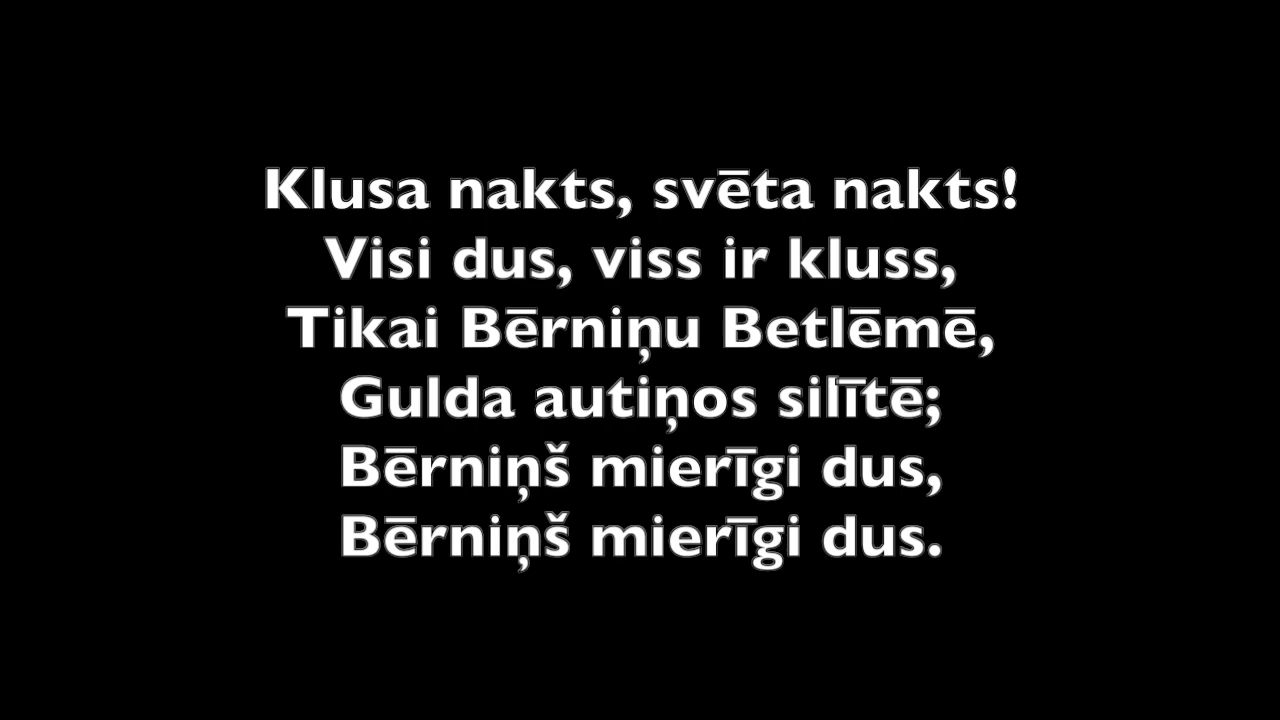 Klusa nakts, svēta nakts!
Visi dus, viss ir kluss,
Tikai Bērniņu Betlēmē,
Gulda autiņos silītē;
Bērniņš mierīgi dus,
Bērniņš mierīgi dus.